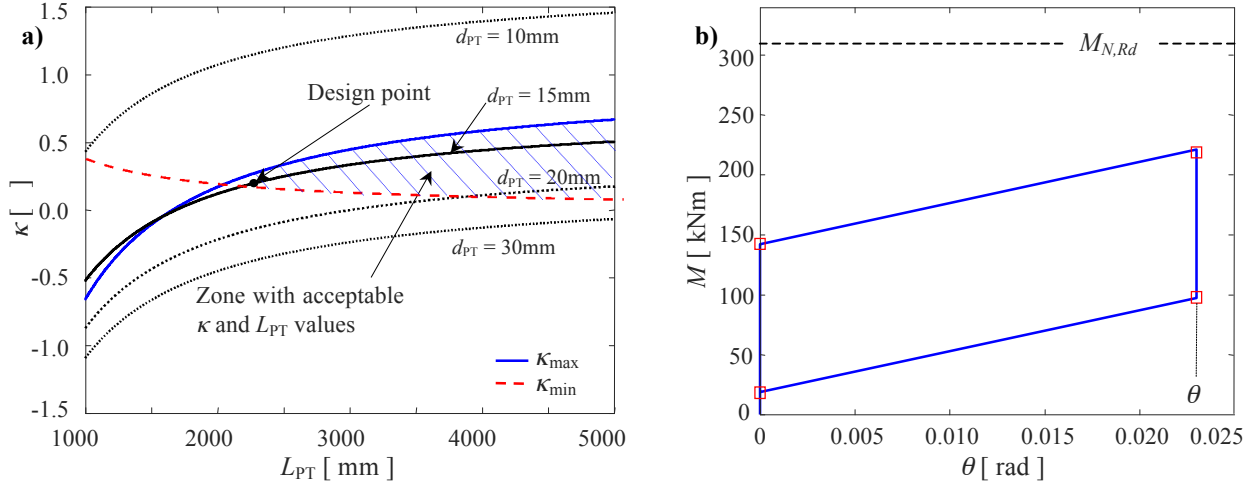 a)
κ [ ]
1.5
1.0
0.5
0.0
-0.5
-1.0
-1.5
d_PT = 10mm
Design point
d_PT = 15mm
d_PT = 20mm
d_PT = 30mm
Zone with acceptable
κ and L_PT values
κ_max
κ_min
1000 2000 3000 4000 5000
L_PT [ mm ]
b)
M [ kNm ]
300
250
200
150
100
50
0
M_N,Rd
θ
0 0.005 0.010 0.015 0.020 0.025
θ [ rad ]